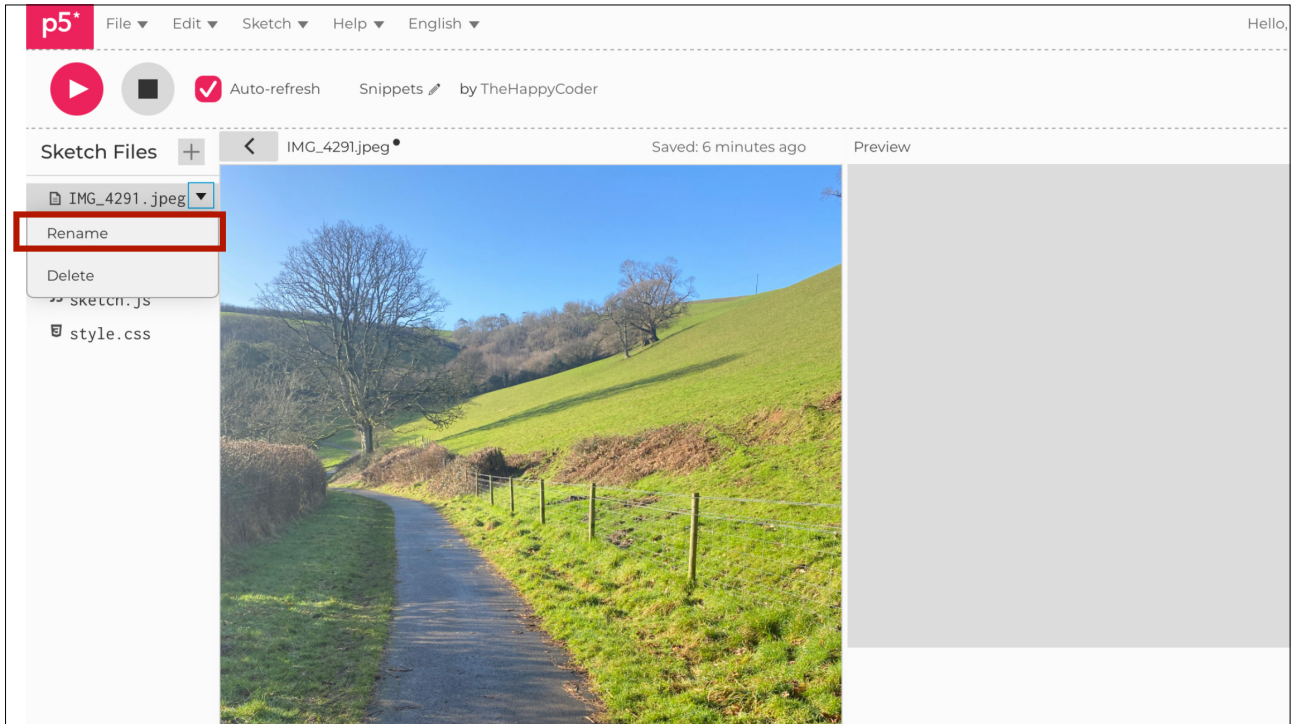 p5* File Edit Sketch Help English Hello,
Auto-refresh Snippets by TheHappyCoder
Sketch Files + IMG_4291.jpeg Saved: 6 minutes ago Preview
IMG_4291.jpeg
Rename
Delete
sketch.js
style.css